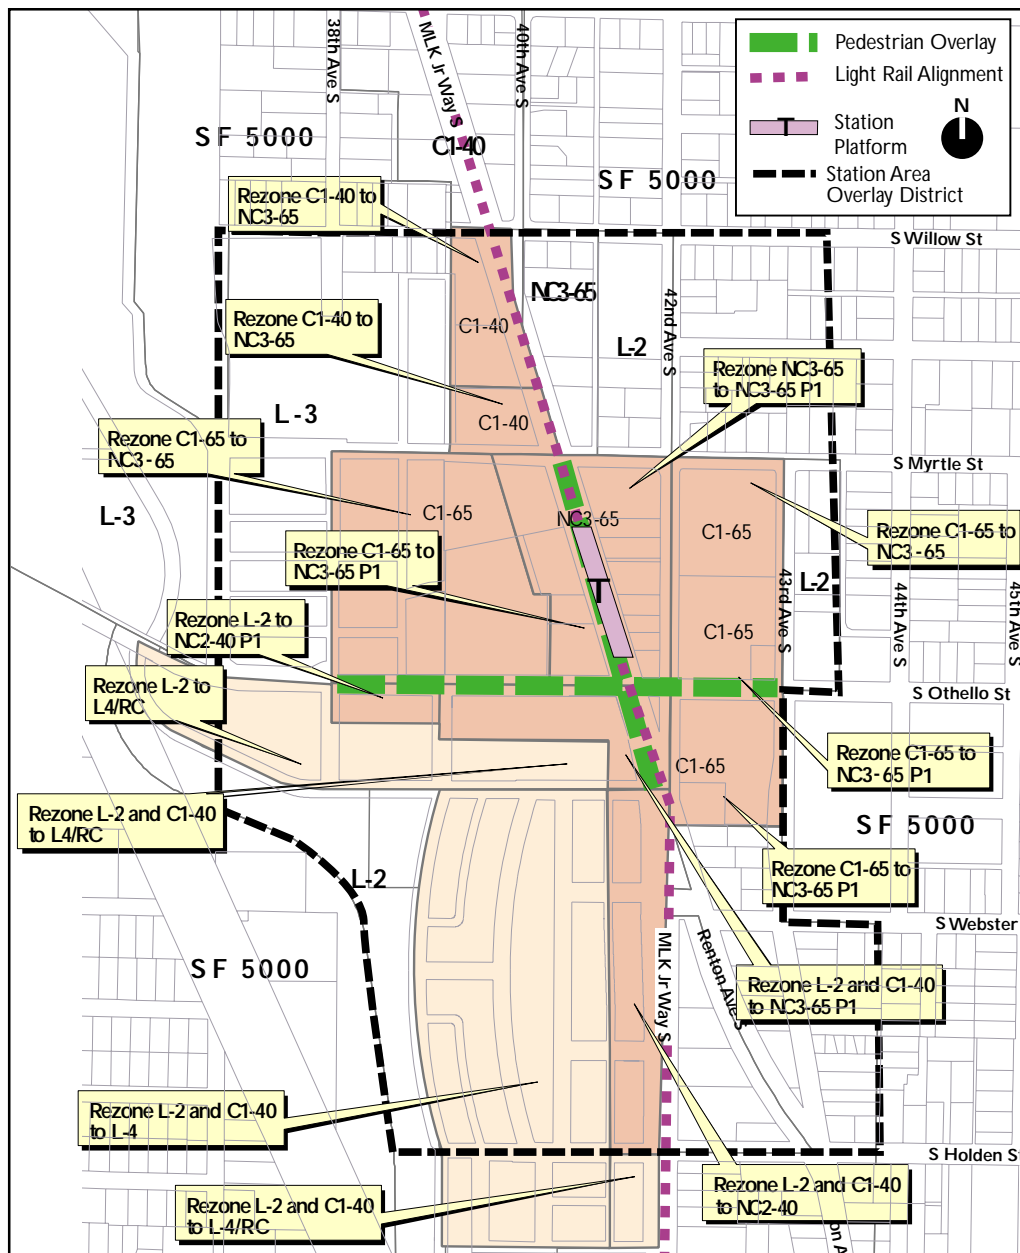 38th Ave S
MLK Jr Way S
40th Ave S
Pedestrian Overlay
Light Rail Alignment
T
Station
Platform
N
Station Area
Overlay District
SF 5000
C1-40
SF 5000
Rezone C1-40 to
NC3-65
S Willow St
NC3-65
42nd Ave S
Rezone C1-40 to
NC3-65
C1-40
L-2
Rezone NC3-65
to NC3-65 P1
L-3
C1-40
Rezone C1-65 to
NC3-65
S Myrtle St
L-3
C1-65
NC3-65
C1-65
Rezone C1-65 to
NC3-65
Rezone C1-65 to
NC3-65 P1
T
43rd Ave S
L-2
44th Ave S
45th Ave S
Rezone L-2 to
NC2-40 P1
C1-65
Rezone L-2 to
L4/RC
S Othello St
Rezone C1-65 to
NC3-65 P1
C1-65
Rezone L-2 and C1-40
to L4/RC
SF 5000
Rezone C1-65 to
NC3-65 P1
L-2
S Webster
SF 5000
MLK Jr Way S
Renton Ave S
Rezone L-2 and C1-40
to NC3-65 P1
Rezone L-2 and C1-40
to L-4
S Holden St
Rezone L-2 and C1-40
to NC2-40
Rezone L-2 and C1-40
to L-4/RC
on A